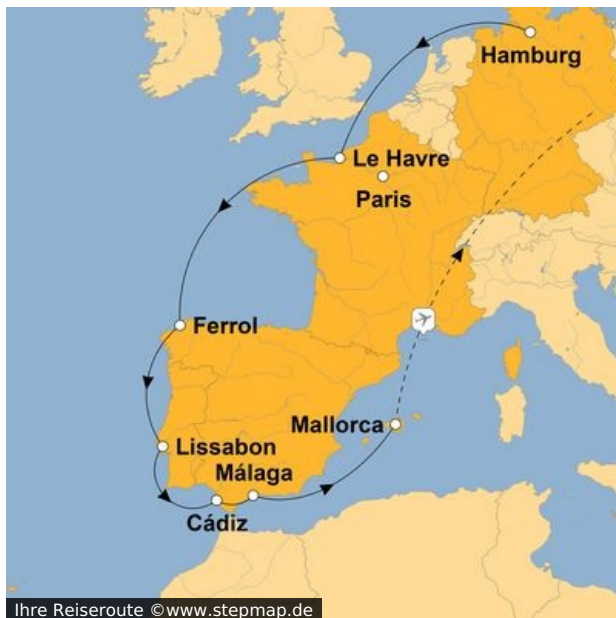 Hamburg
Le Havre
Paris
Ferrol
Mallorca
Lissabon
Málaga
Cádiz
Ihre Reiseroute ©www.stepmap.de